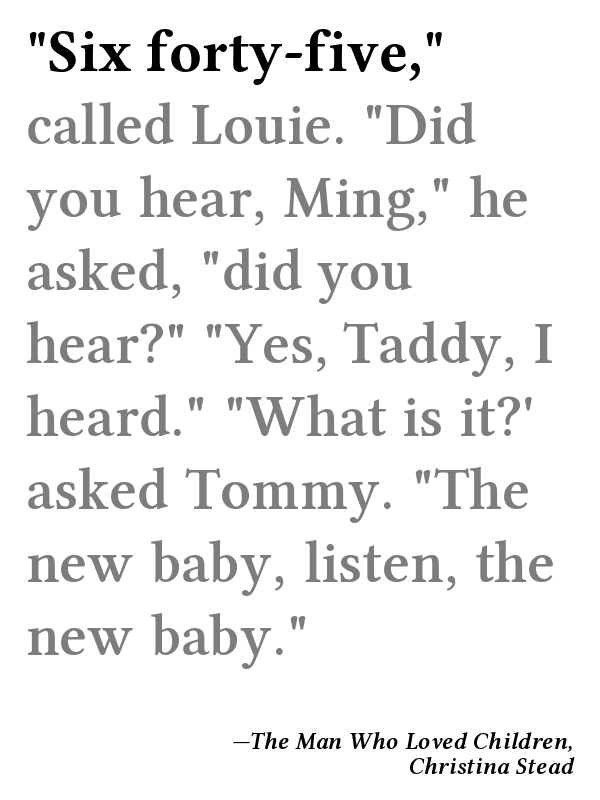 "Six forty-five,"
called Louie. "Did
you hear, Ming," he
asked, "did you
hear?" "Yes, Taddy, I
heard." "What is it?'
asked Tommy. "The
new baby, listen, the
new baby."
—The Man Who Loved Children,
Christina Stead